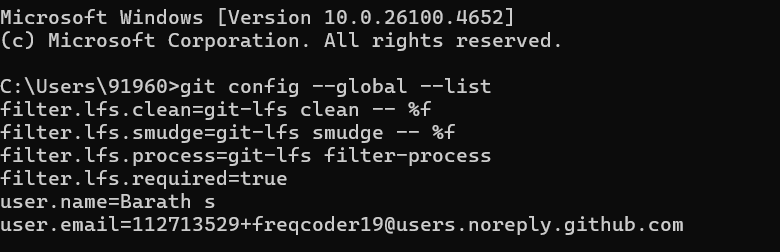 Microsoft Windows [Version 10.0.26100.4652]
(c) Microsoft Corporation. All rights reserved.
C:\Users\91960>git config --global --list
filter.lfs.clean=git-lfs clean -- %f
filter.lfs.smudge=git-lfs smudge -- %f
filter.lfs.process=git-lfs filter-process
filter.lfs.required=true
user.name=Barath s
user.email=112713529+freqcoder19@users.noreply.github.com